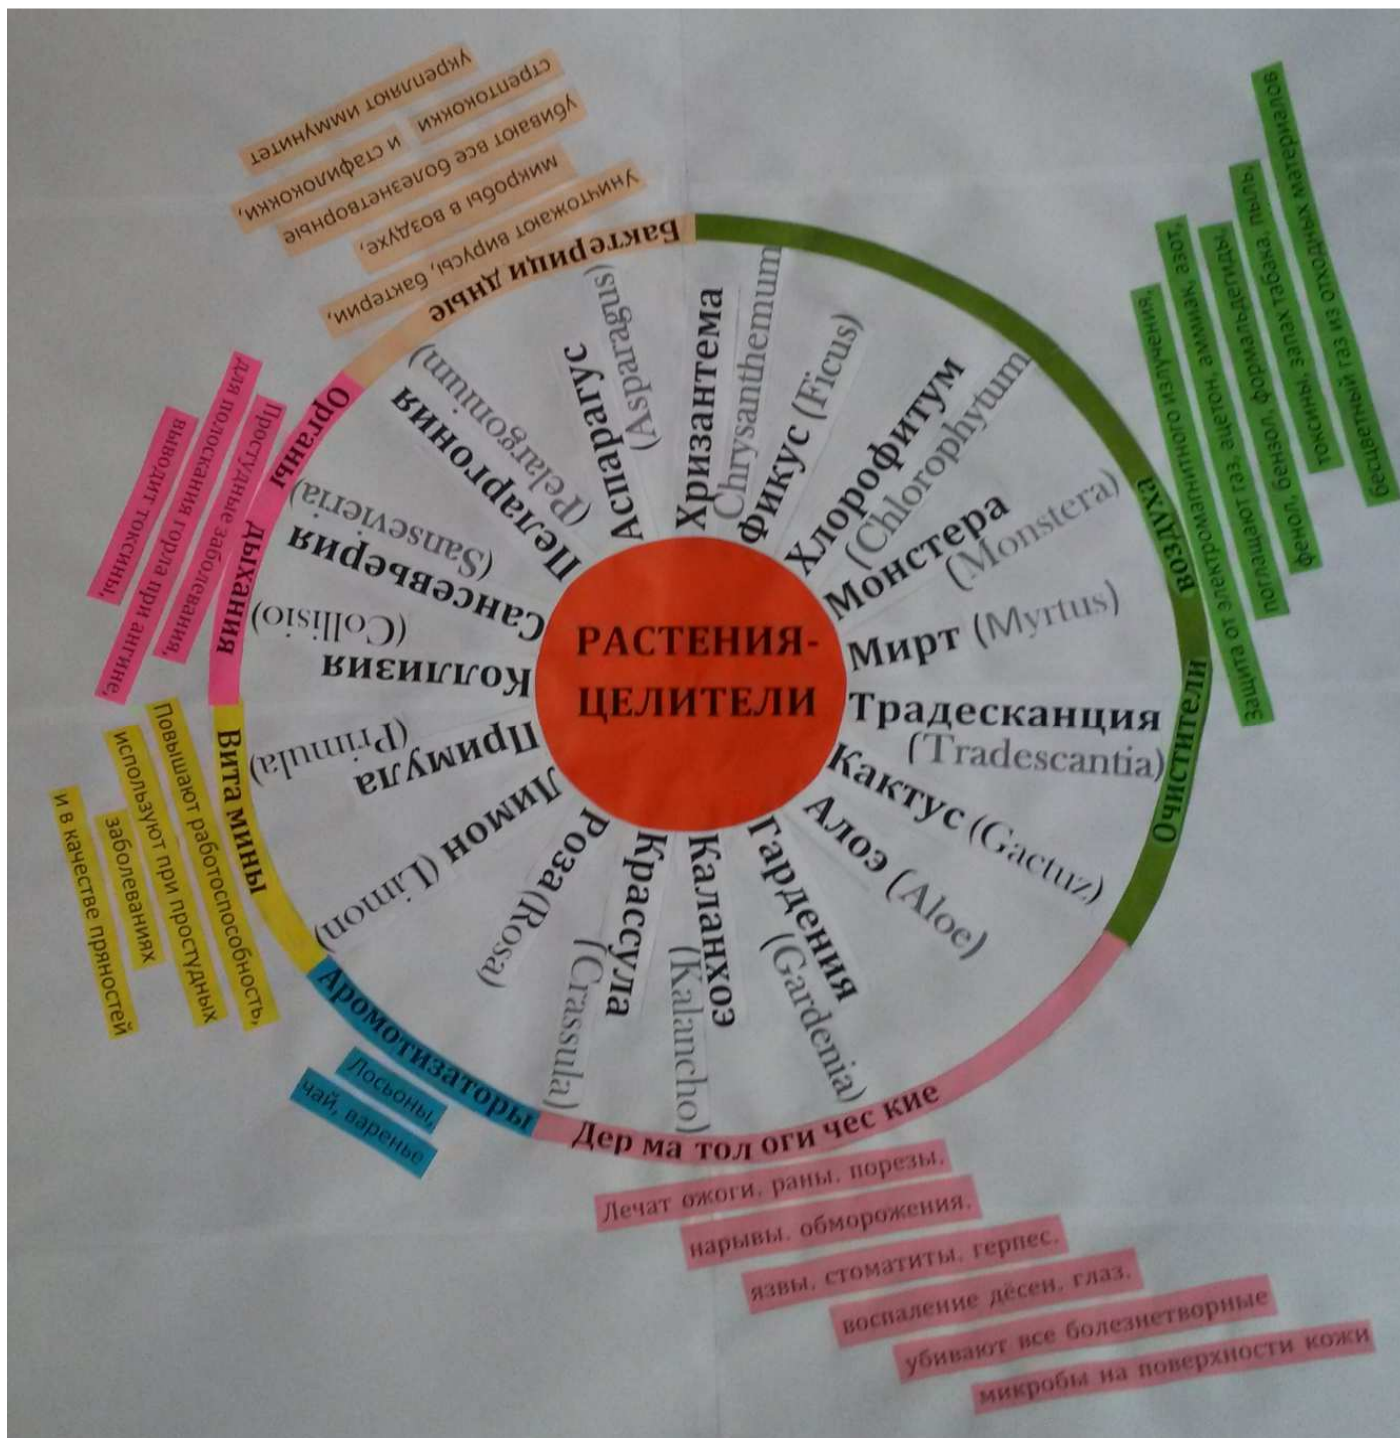 РАСТЕНИЯ-
ЦЕЛИТЕЛИ
Хризантема
Chrysanthemum
Фикус (Ficus)
Хлорофитум
(Chlorophytum
Монстера
(Monstera)
Мирт (Myrtus)
Традесканция
(Tradescantia)
Кактус (Gactuz)
Алоэ (Aloe)
Гардения
(Gardenia)
Каланхоэ
(Kalancho)
Крассула
(Crassula)
Роза(Rosa)
Лимон (Limon)
Примула
(Primula)
Коллизия
(Collisio)
Сансевьерия
(Sansevieria)
Пеларгония
(Pelargonium)
Аспарагус
(Asparagus)
Очистители воздуха
Защита от электромагнитного излучения,
поглащают газ, ацетон, аммиак, азот,
фенол, бензол, формальдегиды,
токсины, запах табака, пыль,
бесцветный газ из отходных материалов
Дер ма тол оги чес кие
Лечат ожоги, раны, порезы,
нарывы, обморожения,
язвы, стоматиты, герпес,
воспаление дёсен, глаз,
убивают все болезнетворные
микробы на поверхности кожи
Аромотизаторы
Лосьоны,
чай, варенье
Вита мины
Повышают работоспособность,
используют при простудных
заболеваниях
и в качестве пряностей
Органы дыхания
Простудные заболевания,
для полоскания горла при ангине,
выводит токсины,
Бактерици дные
Уничтожают вирусы, бактерии,
микробы в воздухе,
убивают все болезнетворные
стрептококки
и стафилокки,
укрепляют иммунитет